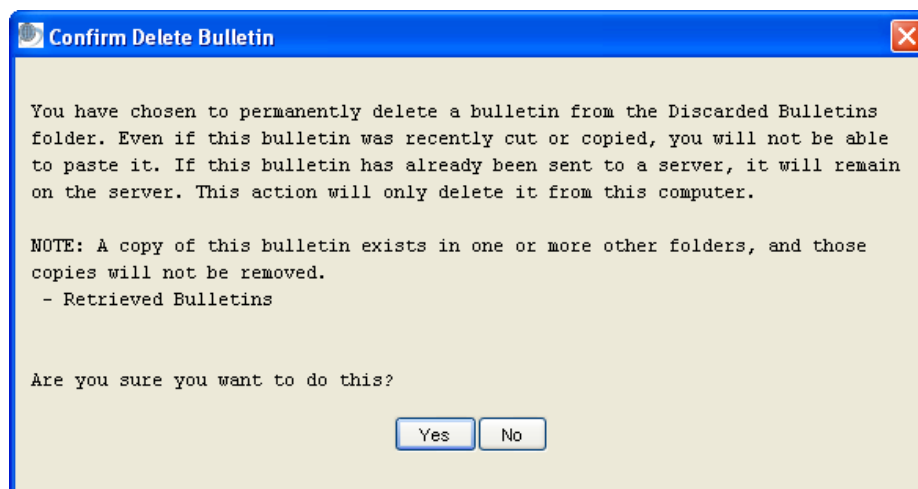 Confirm Delete Bulletin
You have chosen to permanently delete a bulletin from the Discarded Bulletins
folder. Even if this bulletin was recently cut or copied, you will not be able
to paste it. If this bulletin has already been sent to a server, it will remain
on the server. This action will only delete it from this computer.
NOTE: A copy of this bulletin exists in one or more other folders, and those
copies will not be removed.
- Retrieved Bulletins
Are you sure you want to do this?
Yes No